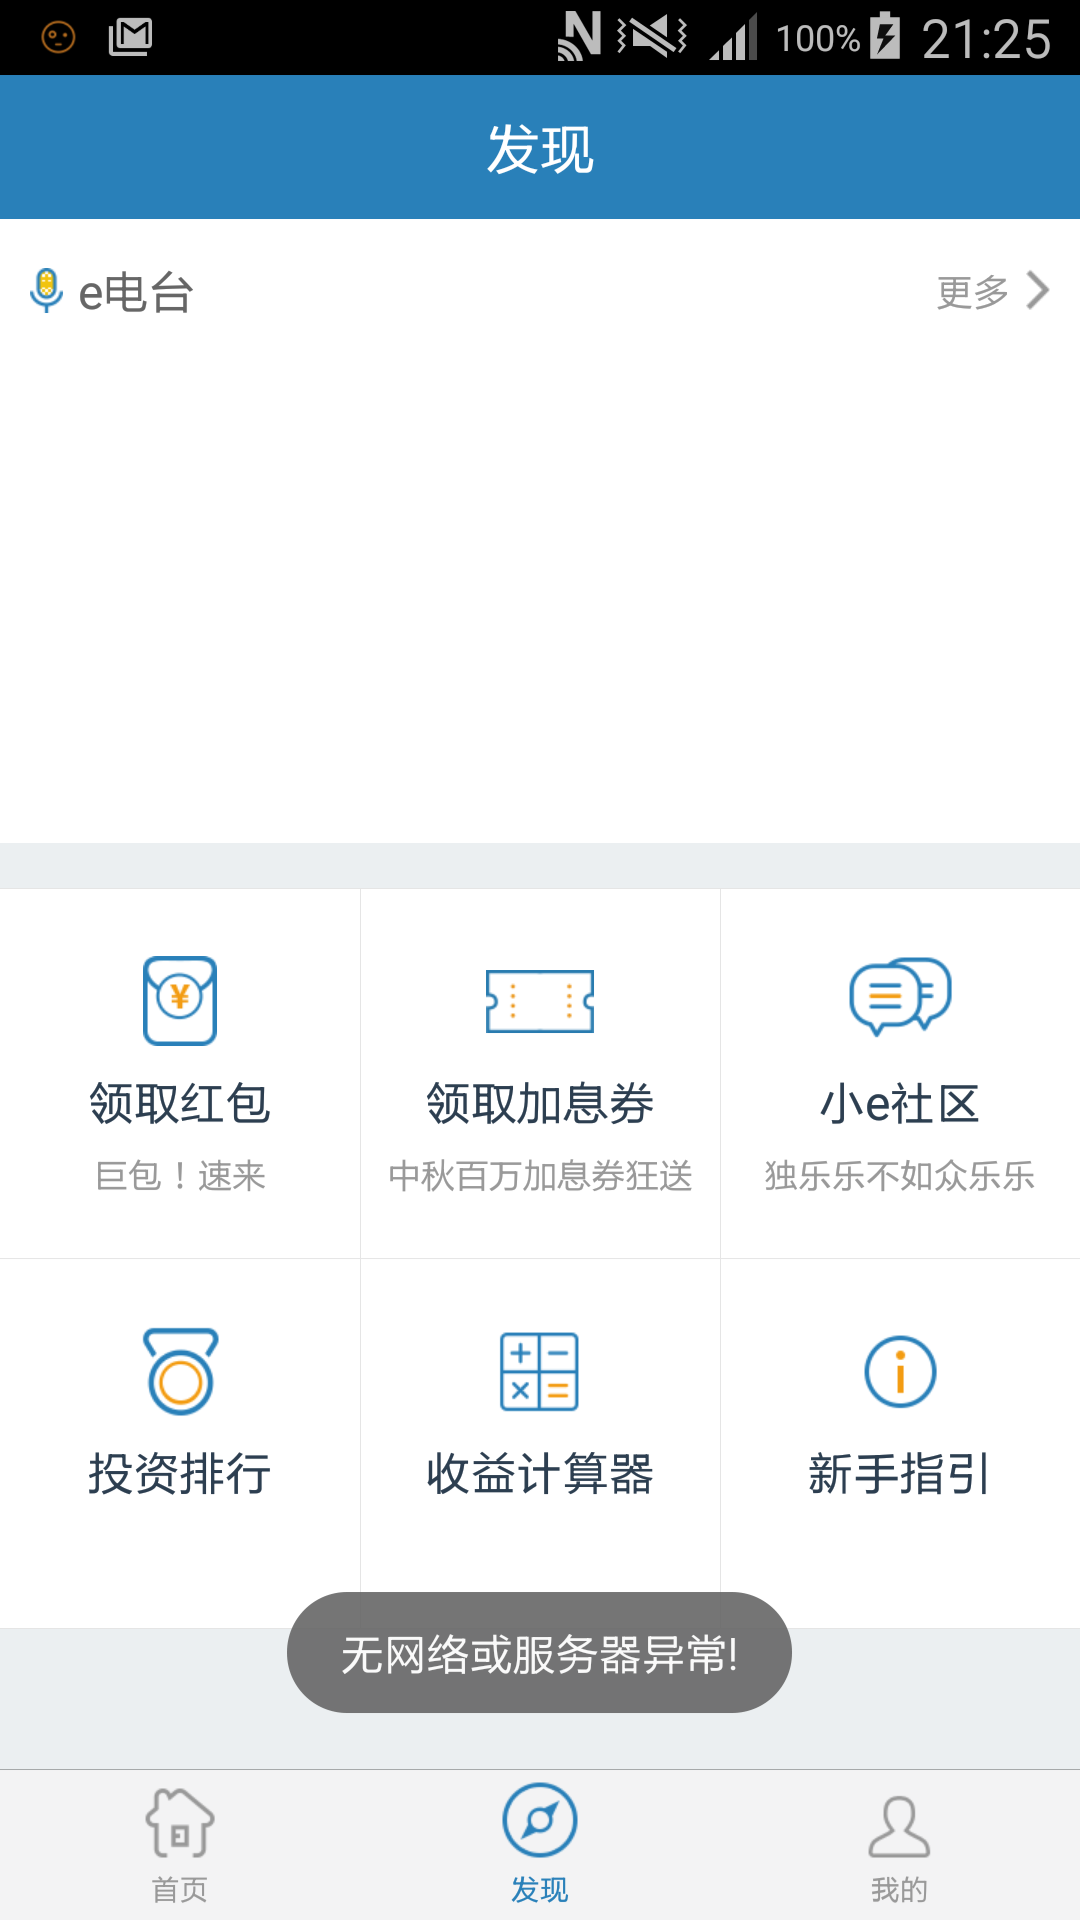 100% 21:25
发现
e电台 更多
领取红包 领取加息券 小e社区
巨包！速来 中秋百万加息券狂送 独乐乐不如众乐乐
投资排行 收益计算器 新手指引
无网络或服务器异常!
首页 发现 我的